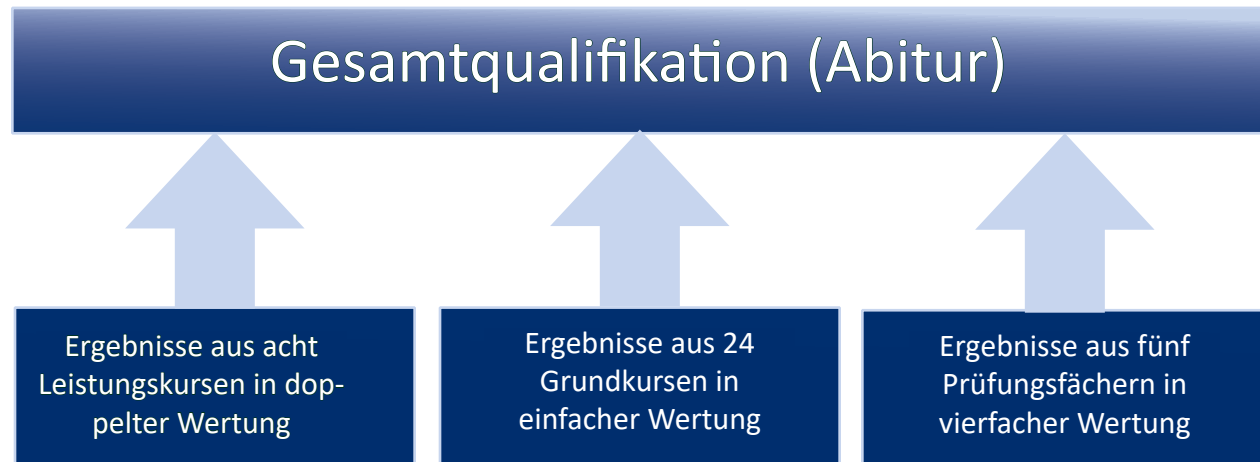 Gesamtqualifikation (Abitur)
Ergebnisse aus acht
Leistungskursen in dop-
pelter Wertung
Ergebnisse aus 24
Grundkursen in
einfacher Wertung
Ergebnisse aus fünf
Prüfungsfächern in
vierfacher Wertung